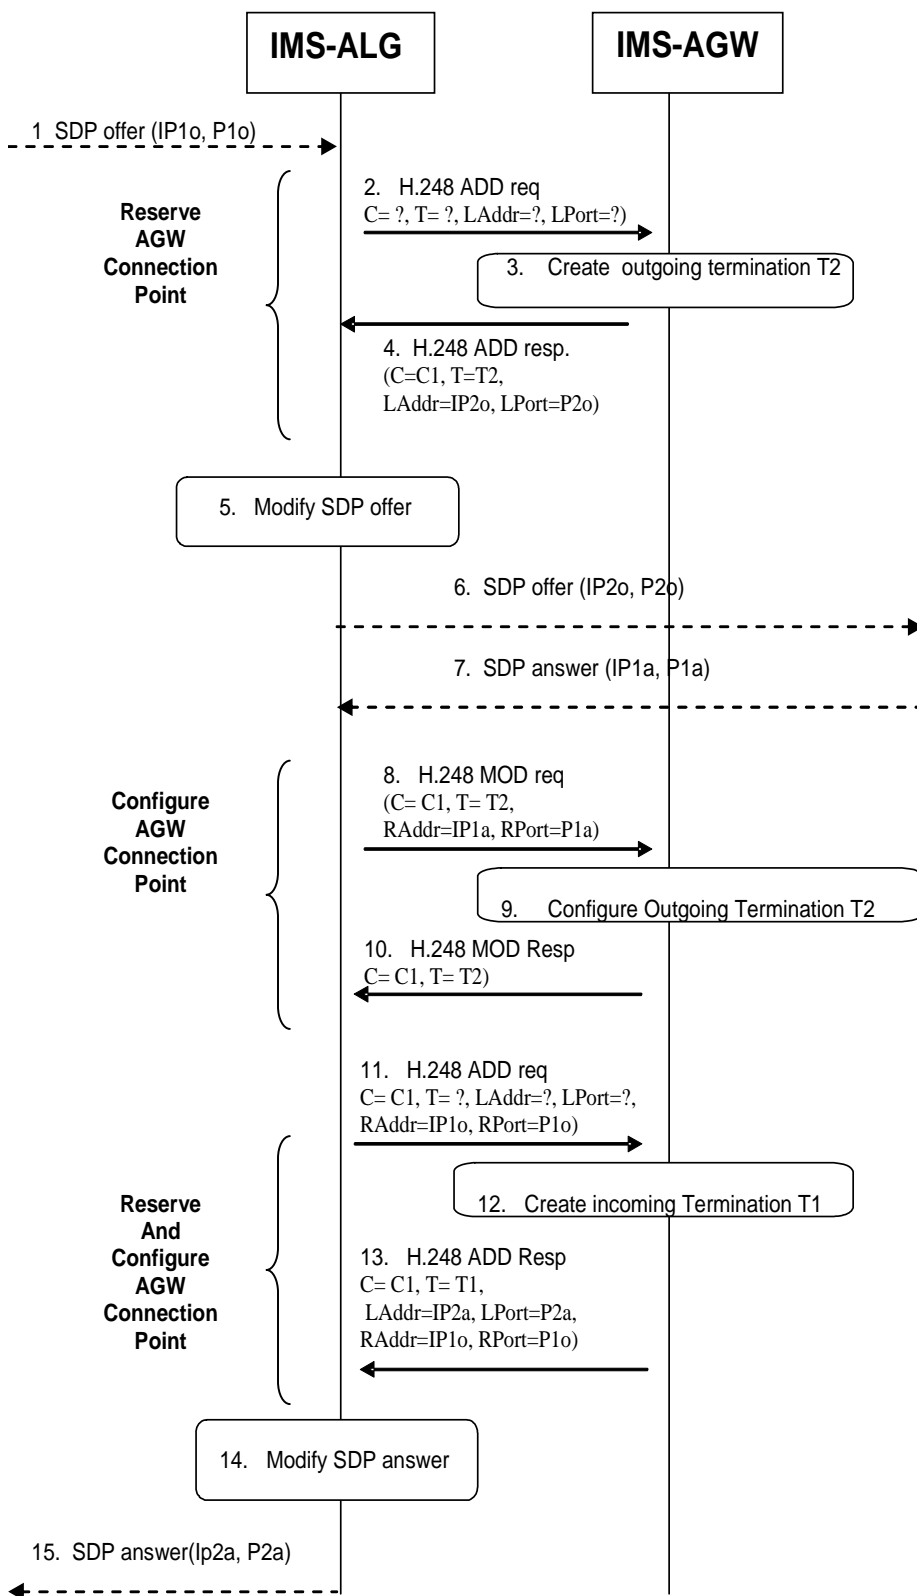 IMS-ALG
IMS-AGW
1 SDP offer (IP1o, P1o)
Reserve
AGW
Connection
Point
2. H.248 ADD req
C= ?, T= ?, LAddr=?, LPort=?)
3. Create outgoing termination T2
4. H.248 ADD resp.
(C=C1, T=T2,
LAddr=IP2o, LPort=P2o)
5. Modify SDP offer
6. SDP offer (IP2o, P2o)
7. SDP answer (IP1a, P1a)
Configure
AGW
Connection
Point
8. H.248 MOD req
(C= C1, T= T2,
RAddr=IP1a, RPort=P1a)
9. Configure Outgoing Termination T2
10. H.248 MOD Resp
C= C1, T= T2)
11. H.248 ADD req
C= C1, T= ?, LAddr=?, LPort=?,
RAddr=IP1o, RPort=P1o)
Reserve
And
Configure
AGW
Connection
Point
12. Create incoming Termination T1
13. H.248 ADD Resp
C= C1, T= T1,
LAddr=IP2a, LPort=P2a,
RAddr=IP1o, RPort=P1o)
14. Modify SDP answer
15. SDP answer(Ip2a, P2a)